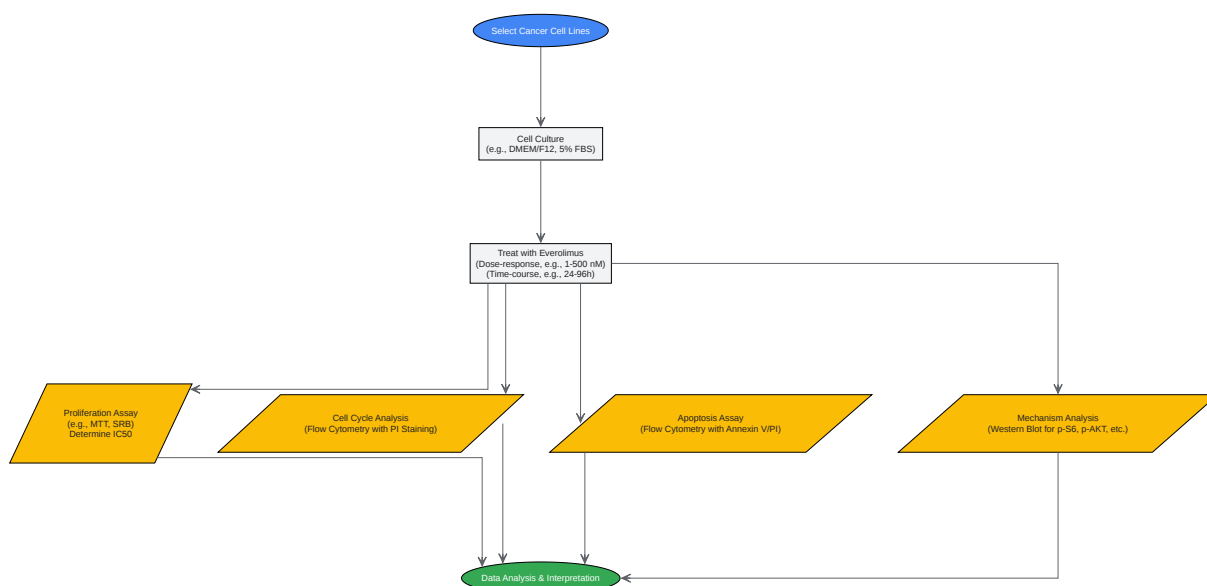 Select Cancer Cell Lines
Cell Culture
(e.g., DMEM/F12, 5% FBS)
Treat with Everolimus
(Dose-response, e.g., 1-500 nM)
(Time-course, e.g., 24-96h)
Proliferation Assay
(e.g., MTT, SRB)
Determine IC50
Cell Cycle Analysis
(Flow Cytometry with PI Staining)
Apoptosis Assay
(Flow Cytometry with Annexin V/PI)
Mechanism Analysis
(Western Blot for p-S6, p-AKT, etc.)
Data Analysis & Interpretation